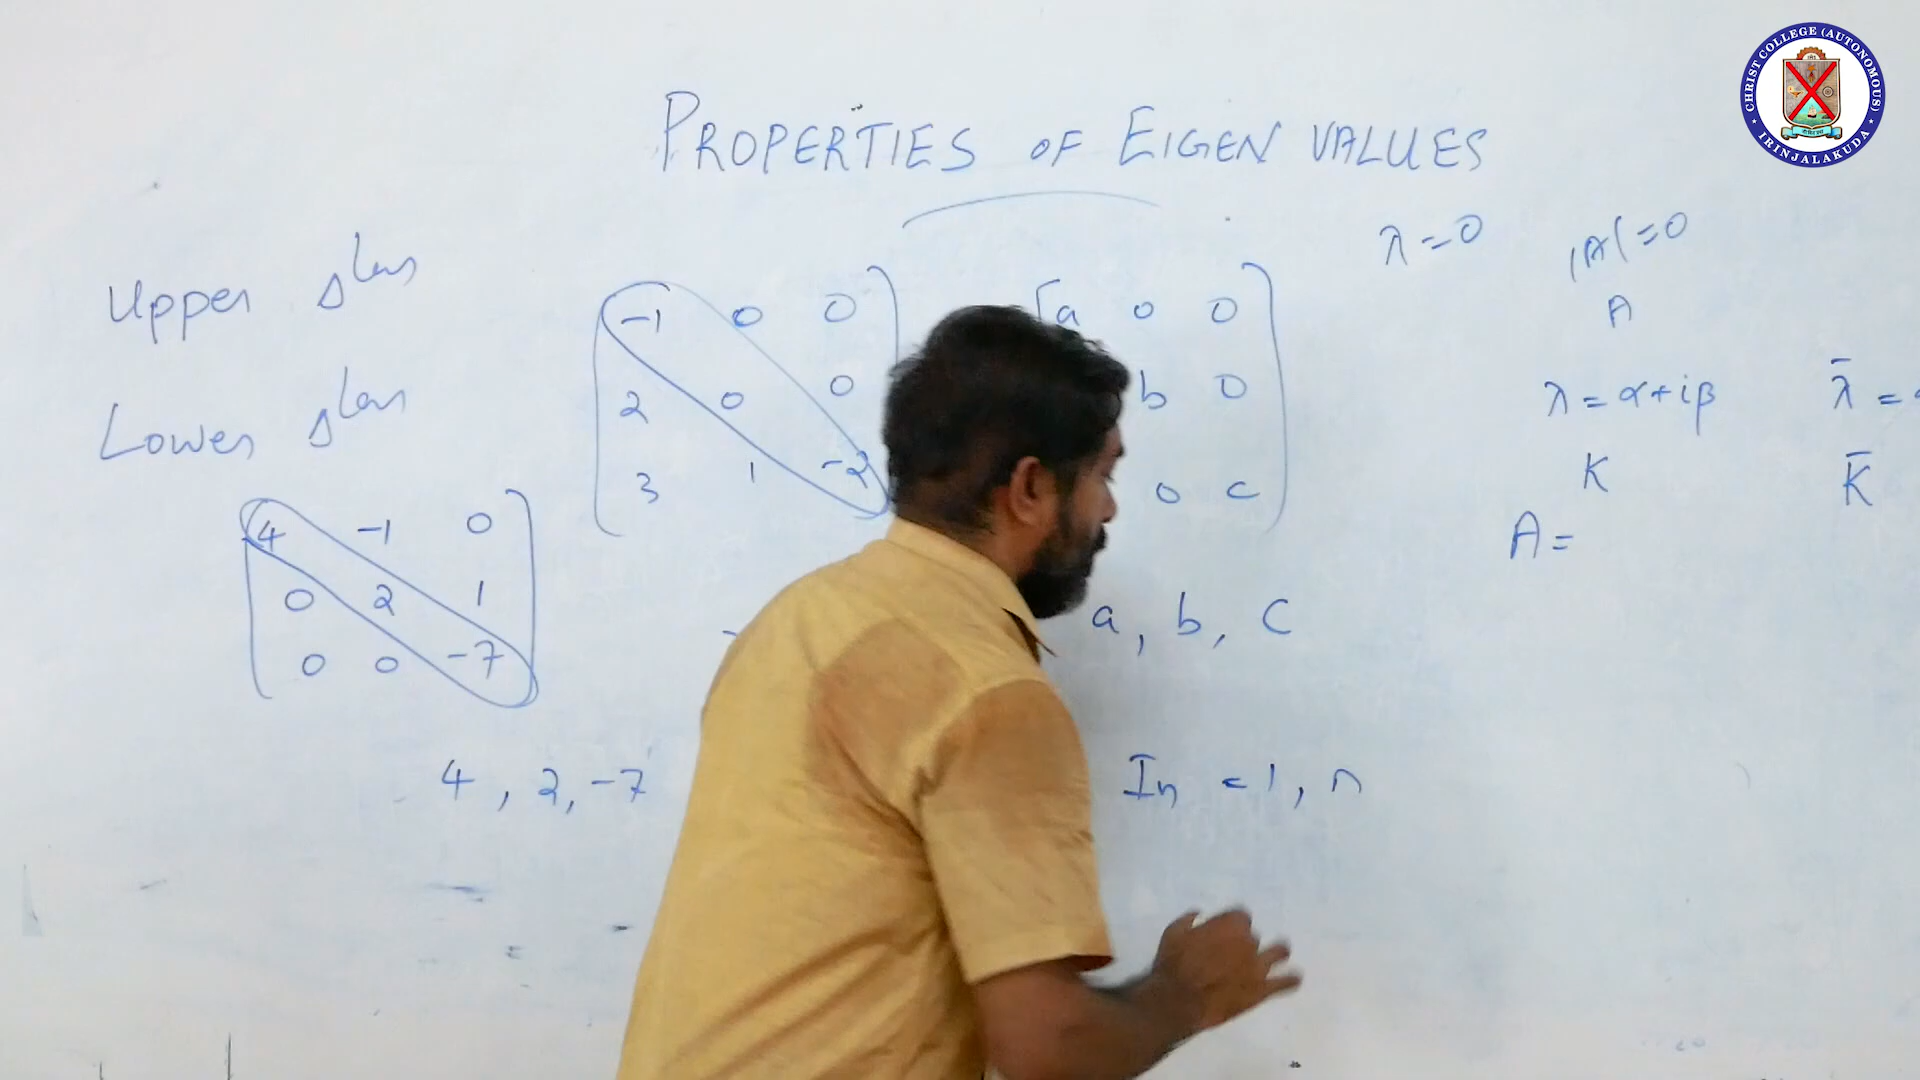 CHRIST COLLEGE (AUTONOMOUS)
IRINJALAKUDA
PROPERTIES OF EIGEN VALUES
λ = 0
|A| = 0
A
Upper Δlar
Lower Δlar
-1 0 0
2 0 0
3 1 -2
a 0 0
b 0
0 c
λ = α + iβ
λ̄ =
K
K̄
A =
4 -1 0
0 2 1
0 0 -7
a, b, c
4, 2, -7
In = 1, n